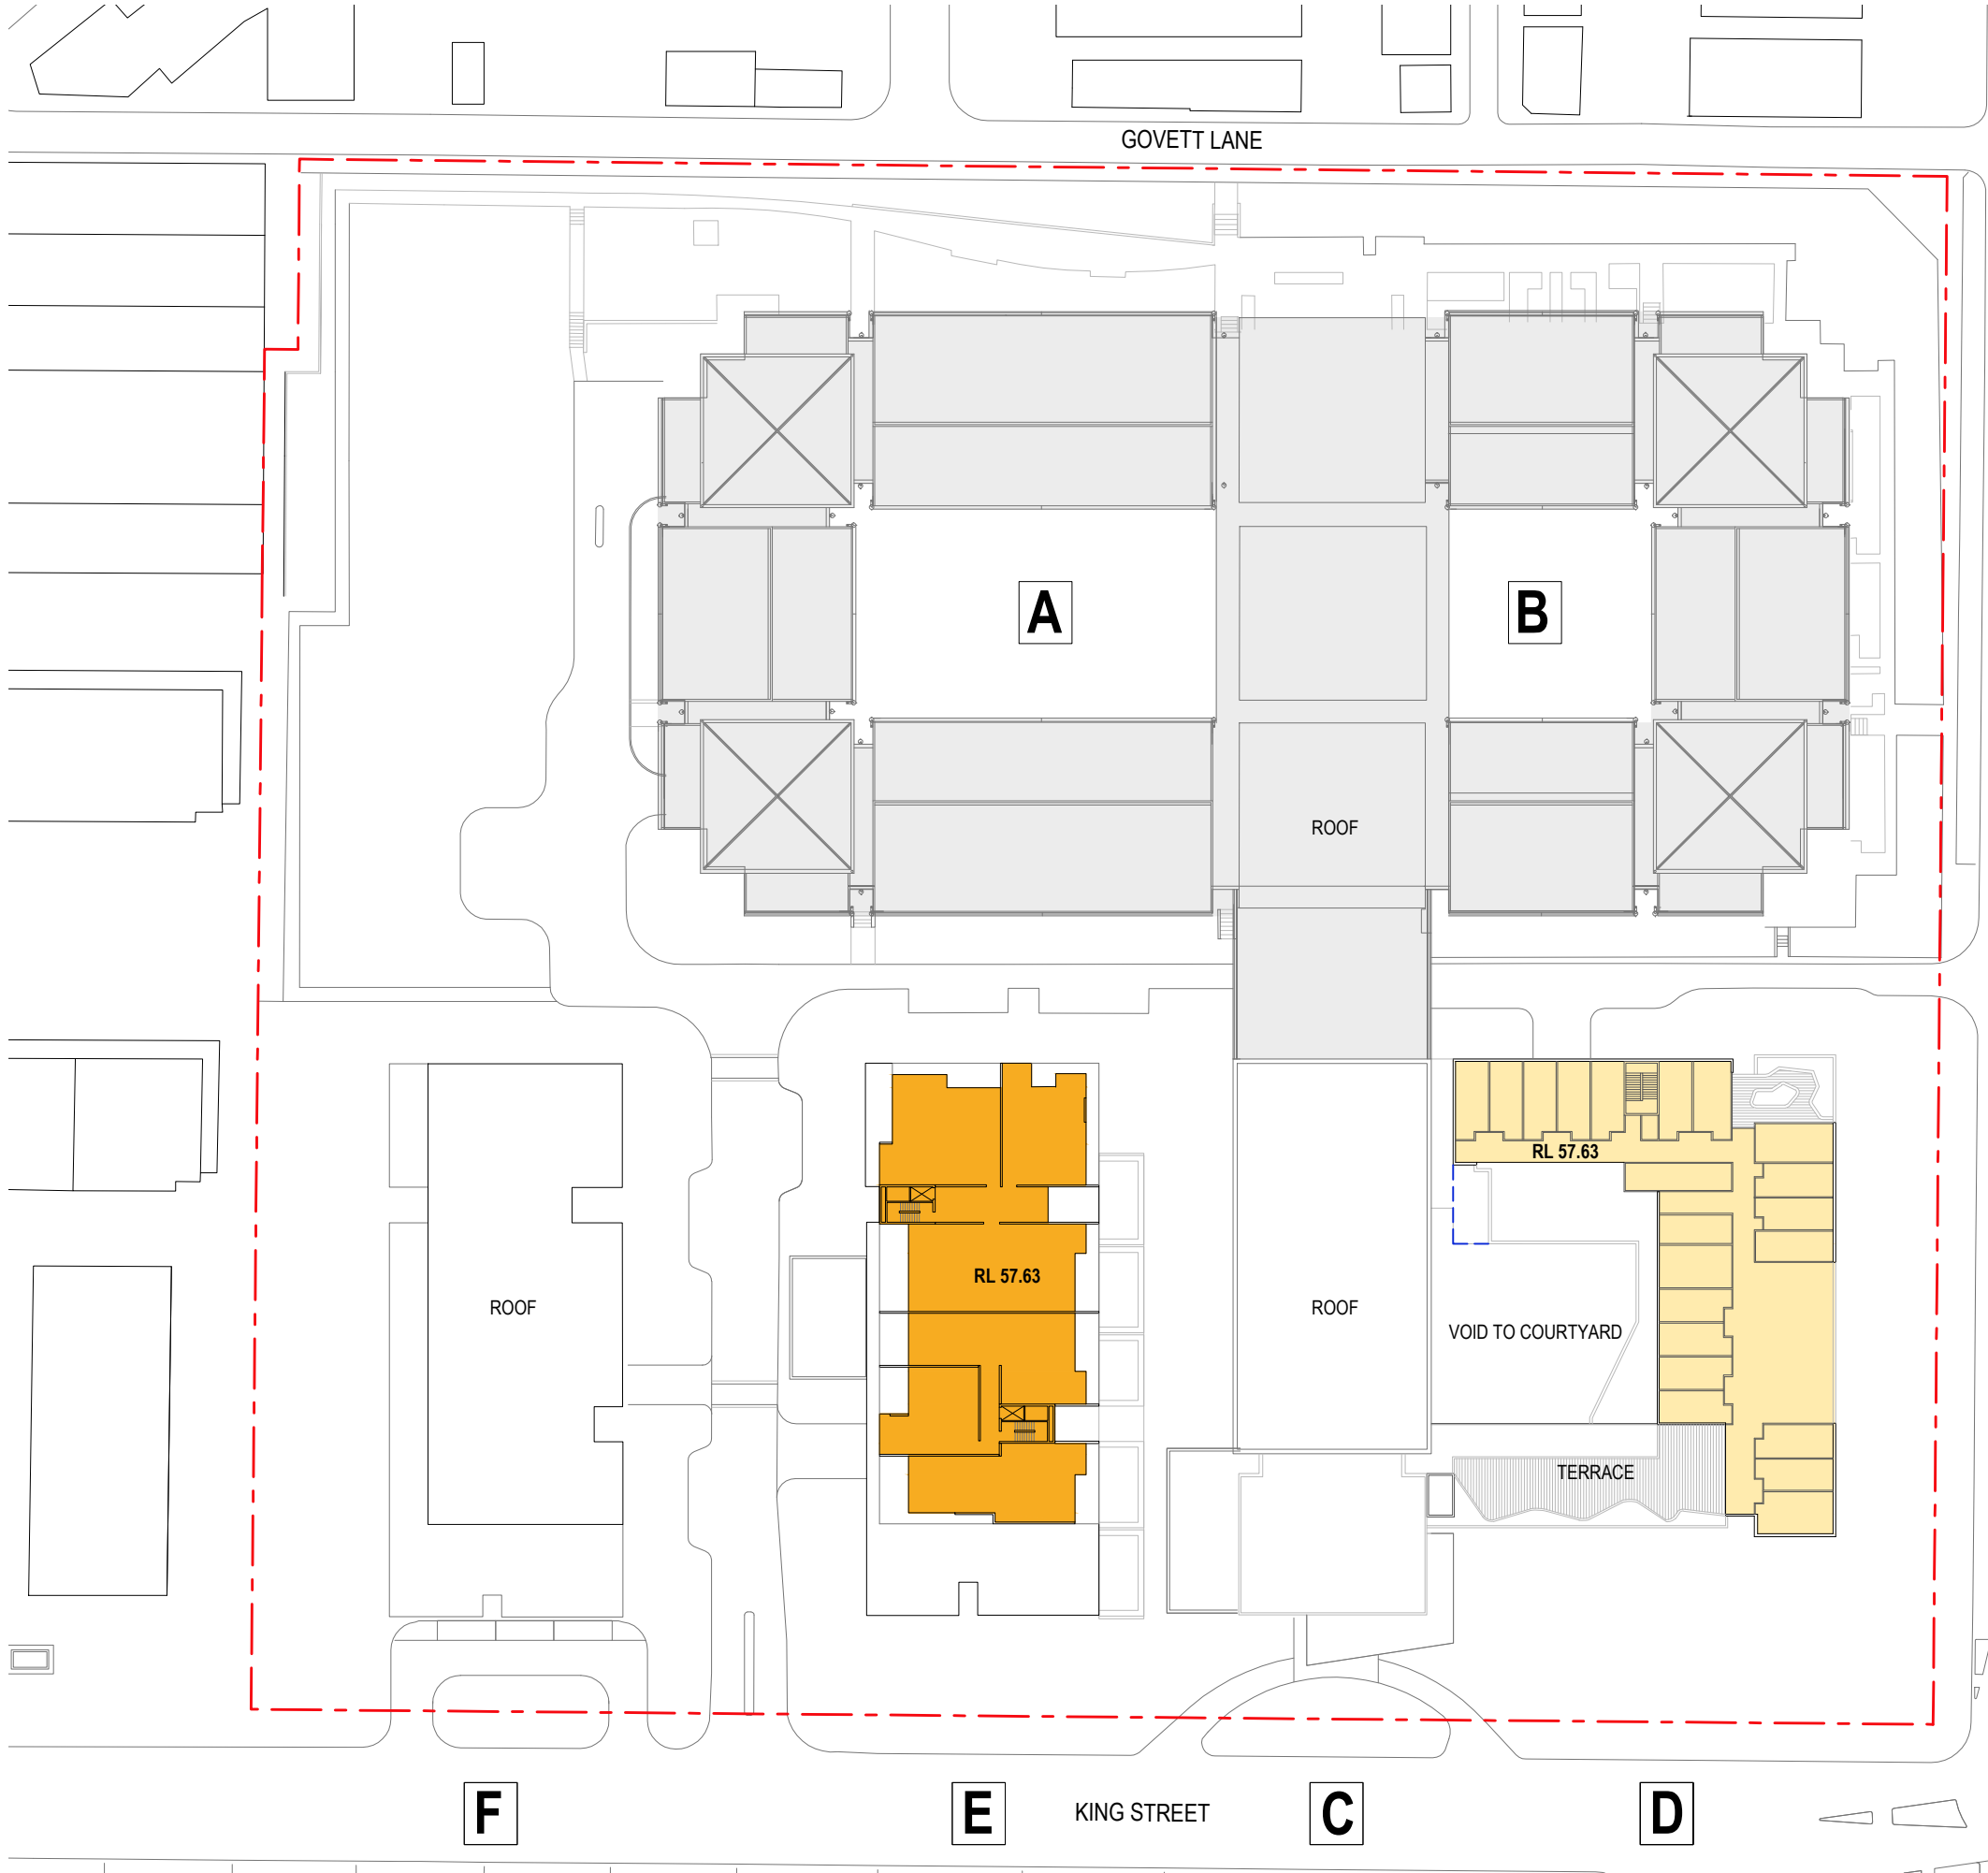 GOVETT LANE
A
B
ROOF
RL 57.63
RL 57.63
ROOF
ROOF
VOID TO COURTYARD
TERRACE
F
E
KING STREET
C
D